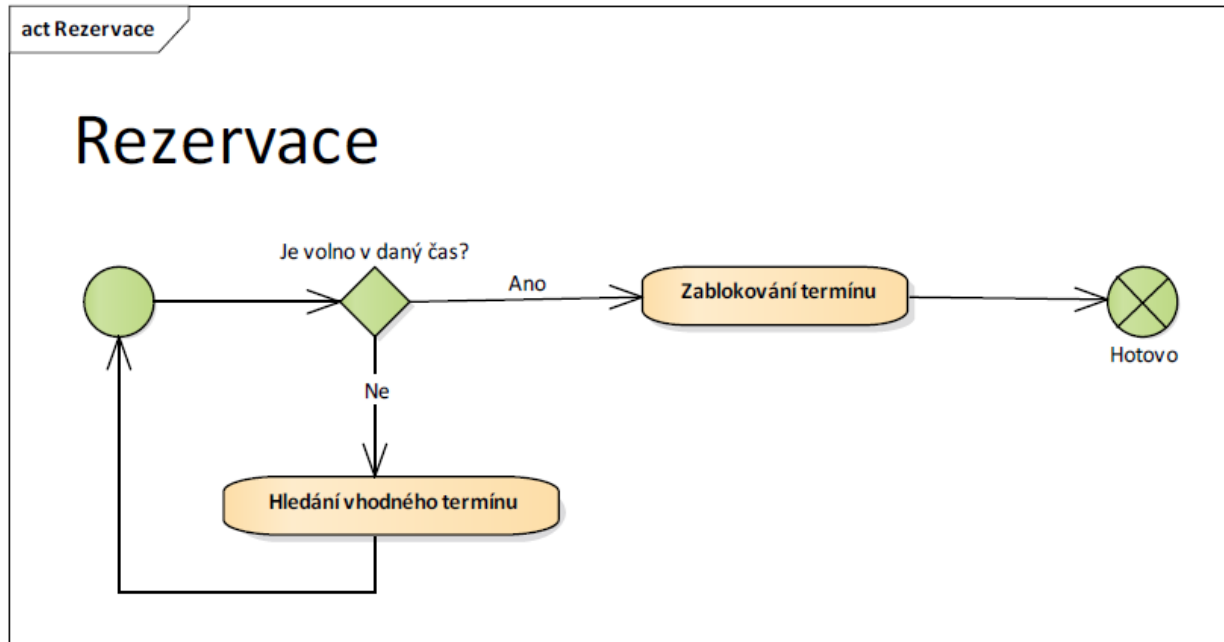 act Rezervace
Rezervace
Je volno v daný čas?
Ano
Zablokování termínu
Hotovo
Ne
Hledání vhodného termínu